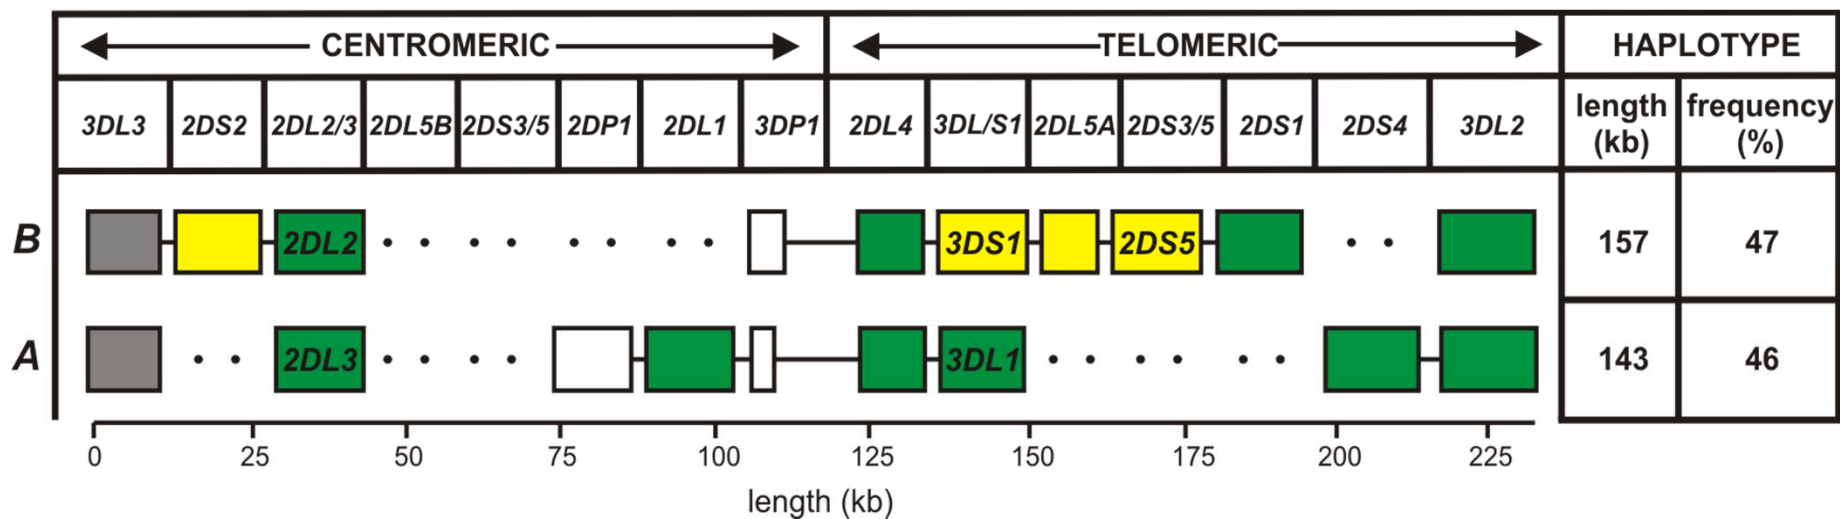 CENTROMERIC TELOMERIC HAPLOTYPE
3DL3 2DS2 2DL2/3 2DL5B 2DS3/5 2DP1 2DL1 3DP1 2DL4 3DL/S1 2DL5A 2DS3/5 2DS1 2DS4 3DL2 length (kb) frequency (%)
B 2DL2 3DS1 2DS5 157 47
A 2DL3 3DL1 143 46
0 25 50 75 100 125 150 175 200 225
length (kb)